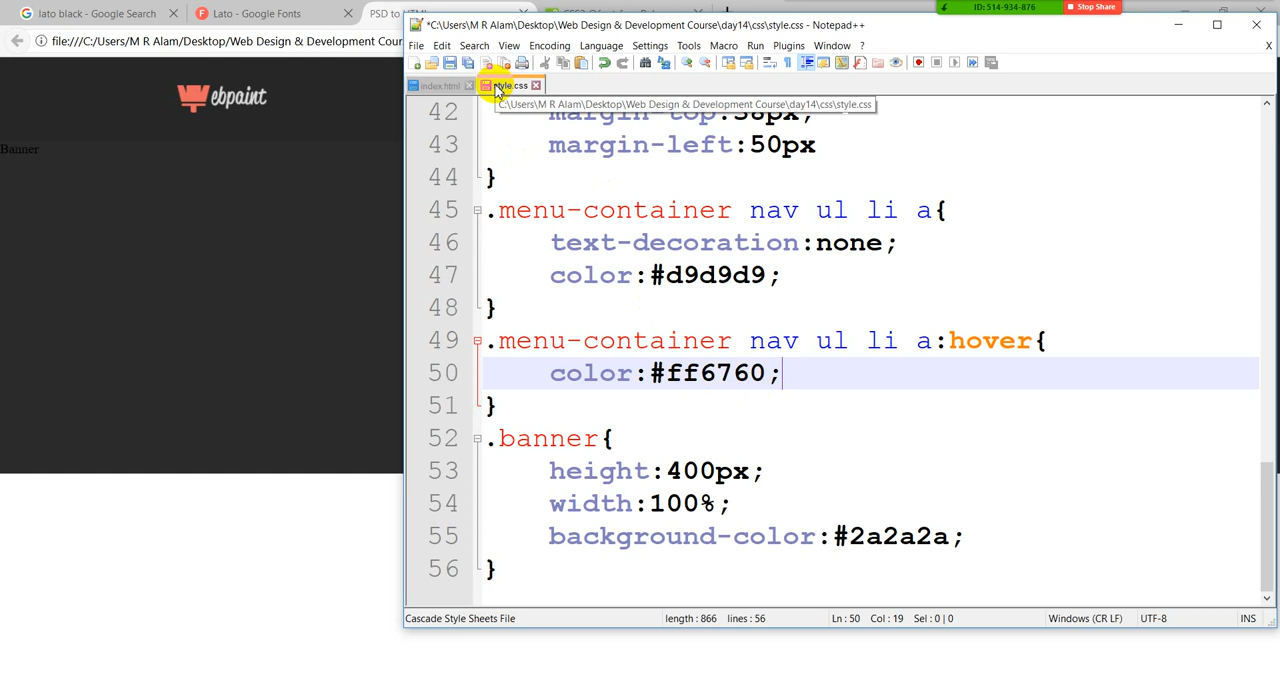 lato black - Google Search
Lato - Google Fonts
PSD to
ID: 514-934-876
Stop Share
file:///C:/Users/M R Alam/Desktop/Web Design & Development Cour
*C:\Users\M R Alam\Desktop\Web Design & Development Course\day14\css\style.css - Notepad++
File Edit Search View Encoding Language Settings Tools Macro Run Plugins Window ?
X
index.html
style.css
C:\Users\M R Alam\Desktop\Web Design & Development Course\day14\css\style.css
ebpaint
Banner
42 margin-top:38px;
43 margin-left:50px
44 }
45 .menu-container nav ul li a{
46 text-decoration:none;
47 color:#d9d9d9;
48 }
49 .menu-container nav ul li a:hover{
50 color:#ff6760;
51 }
52 .banner{
53 height:400px;
54 width:100%;
55 background-color:#2a2a2a;
56 }
Cascade Style Sheets File
length : 866 lines : 56
Ln : 50 Col : 19 Sel : 0 | 0
Windows (CR LF)
UTF-8
INS